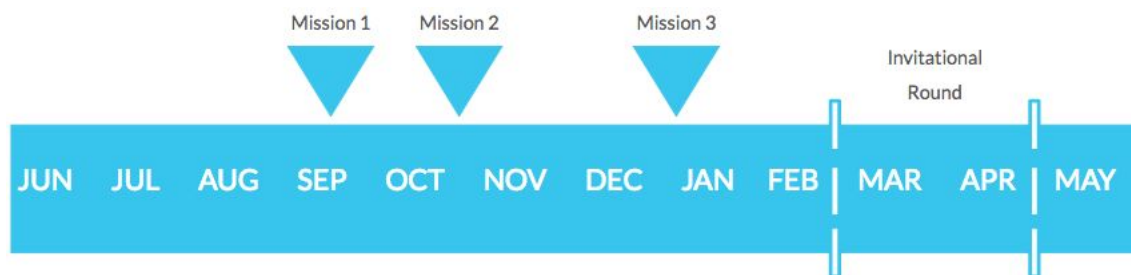 Mission 1 Mission 2 Mission 3
Invitational
Round
JUN JUL AUG SEP OCT NOV DEC JAN FEB MAR APR MAY